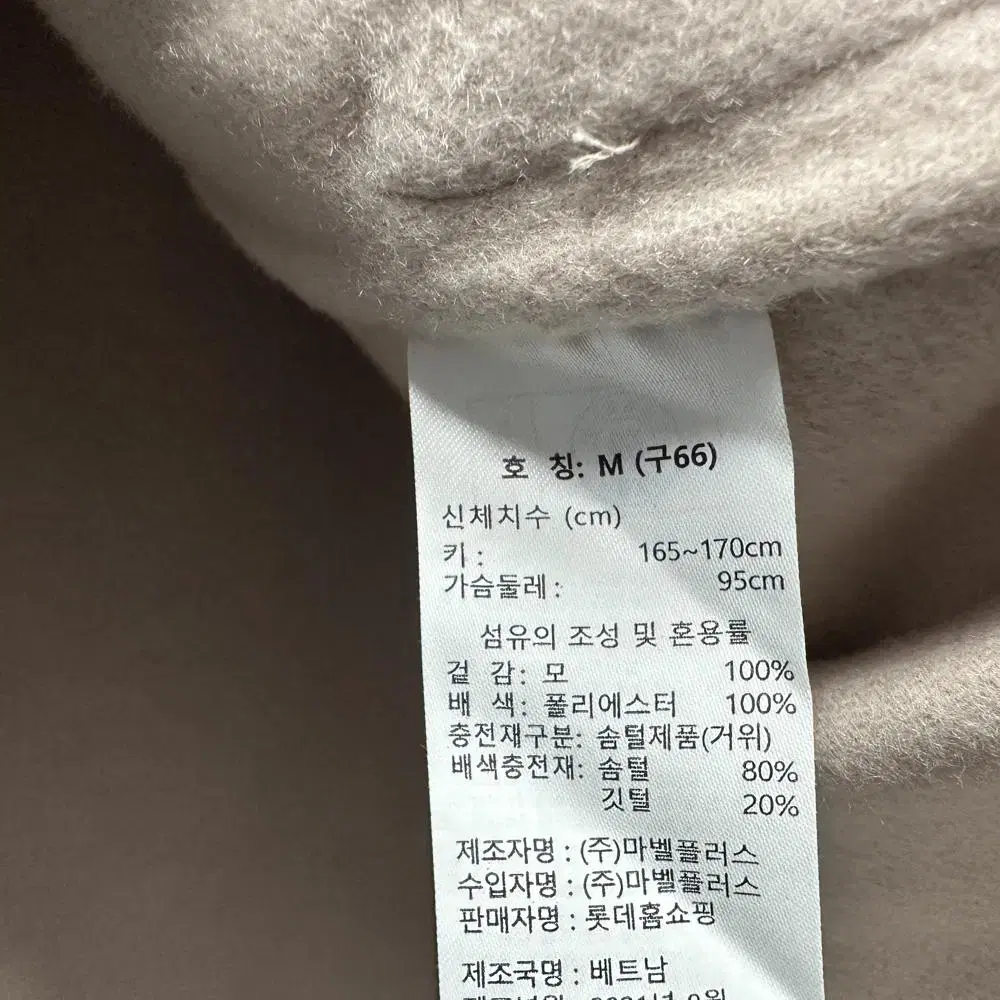 호 칭: M (구66)
신체치수 (cm)
키 : 165~170cm
가슴둘레 : 95cm
섬유의 조성 및 혼용률
겉 감: 모 100%
배 색: 폴리에스터 100%
충전재구분: 솜털제품(거위)
배색충전재: 솜털 80%
깃털 20%
제조자명 : (주)마벨플러스
수입자명 : (주)마벨플러스
판매자명 : 롯데홈쇼핑
제조국명 : 베트남